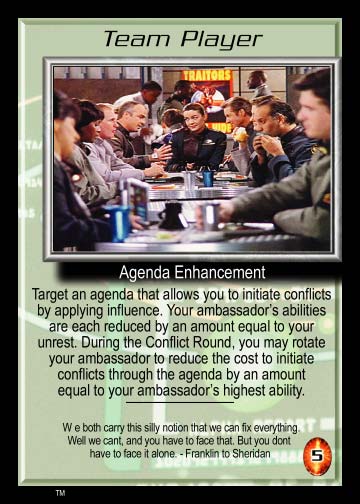 Team Player
TRAITORS
Agenda Enhancement
Target an agenda that allows you to initiate conflicts
by applying influence. Your ambassador's abilities
are each reduced by an amount equal to your
unrest. During the Conflict Round, you may rotate
your ambassador to reduce the cost to initiate
conflicts through the agenda by an amount
equal to your ambassador's highest ability.
W e both carry this silly notion that we can fix everything.
Well we cant, and you have to face that. But you dont
have to face it alone. - Franklin to Sheridan
5
TM